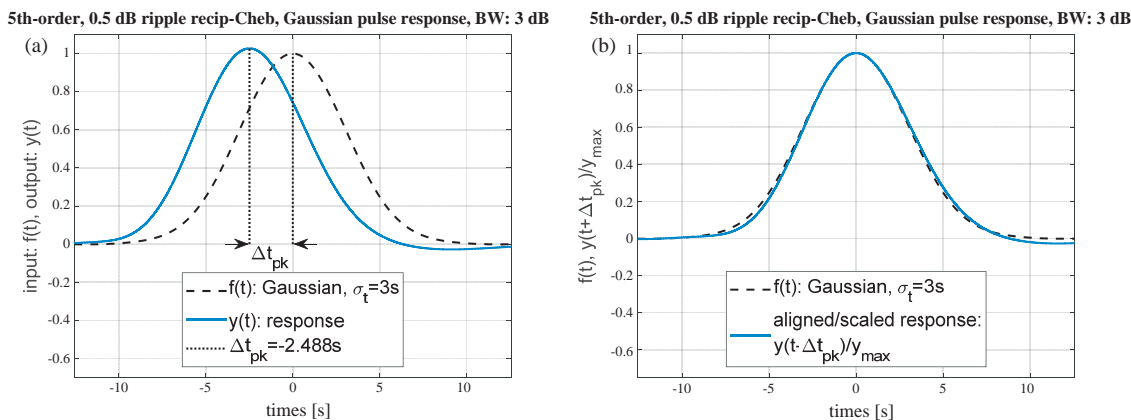 5th-order, 0.5 dB ripple recip-Cheb, Gaussian pulse response, BW: 3 dB
(a)
input: f(t), output: y(t)
1
0.8
0.6
0.4
0.2
0
-0.2
-0.4
-0.6
Δt_pk
f(t): Gaussian, σ_t=3s
y(t): response
Δt_pk=-2.488s
-10
-5
0
5
10
times [s]
5th-order, 0.5 dB ripple recip-Cheb, Gaussian pulse response, BW: 3 dB
(b)
f(t), y(t+Δt_pk)/y_max
1
0.8
0.6
0.4
0.2
0
-0.2
-0.4
-0.6
f(t): Gaussian, σ_t=3s
aligned/scaled response:
y(t-Δt_pk)/y_max
-10
-5
0
5
10
times [s]